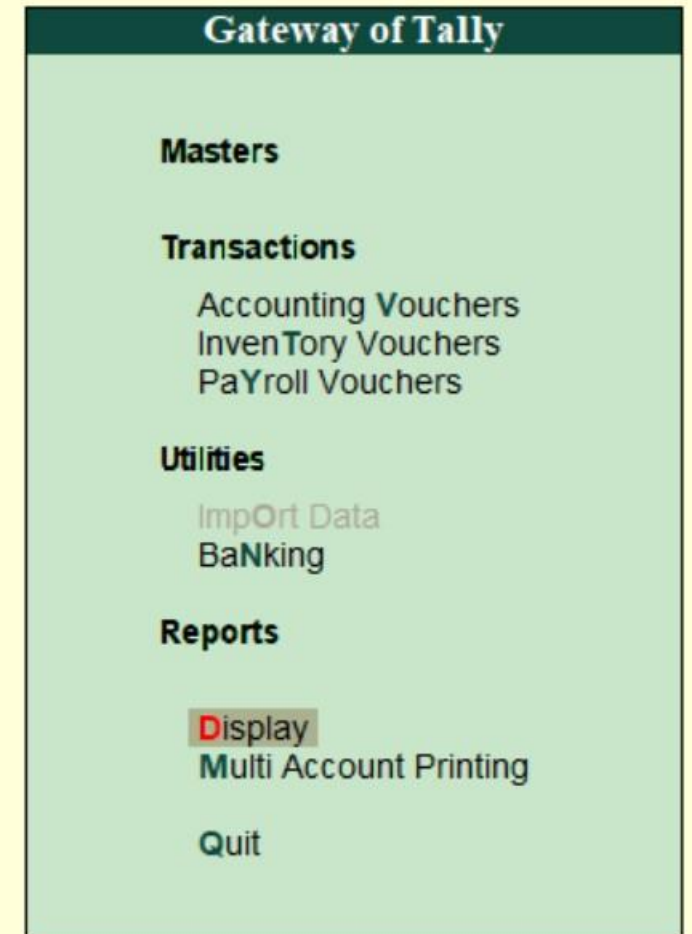 Gateway of Tally
Masters
Transactions
Accounting Vouchers
InvenTory Vouchers
PaYroll Vouchers
Utilities
ImpOrt Data
BaNking
Reports
Display
Multi Account Printing
Quit